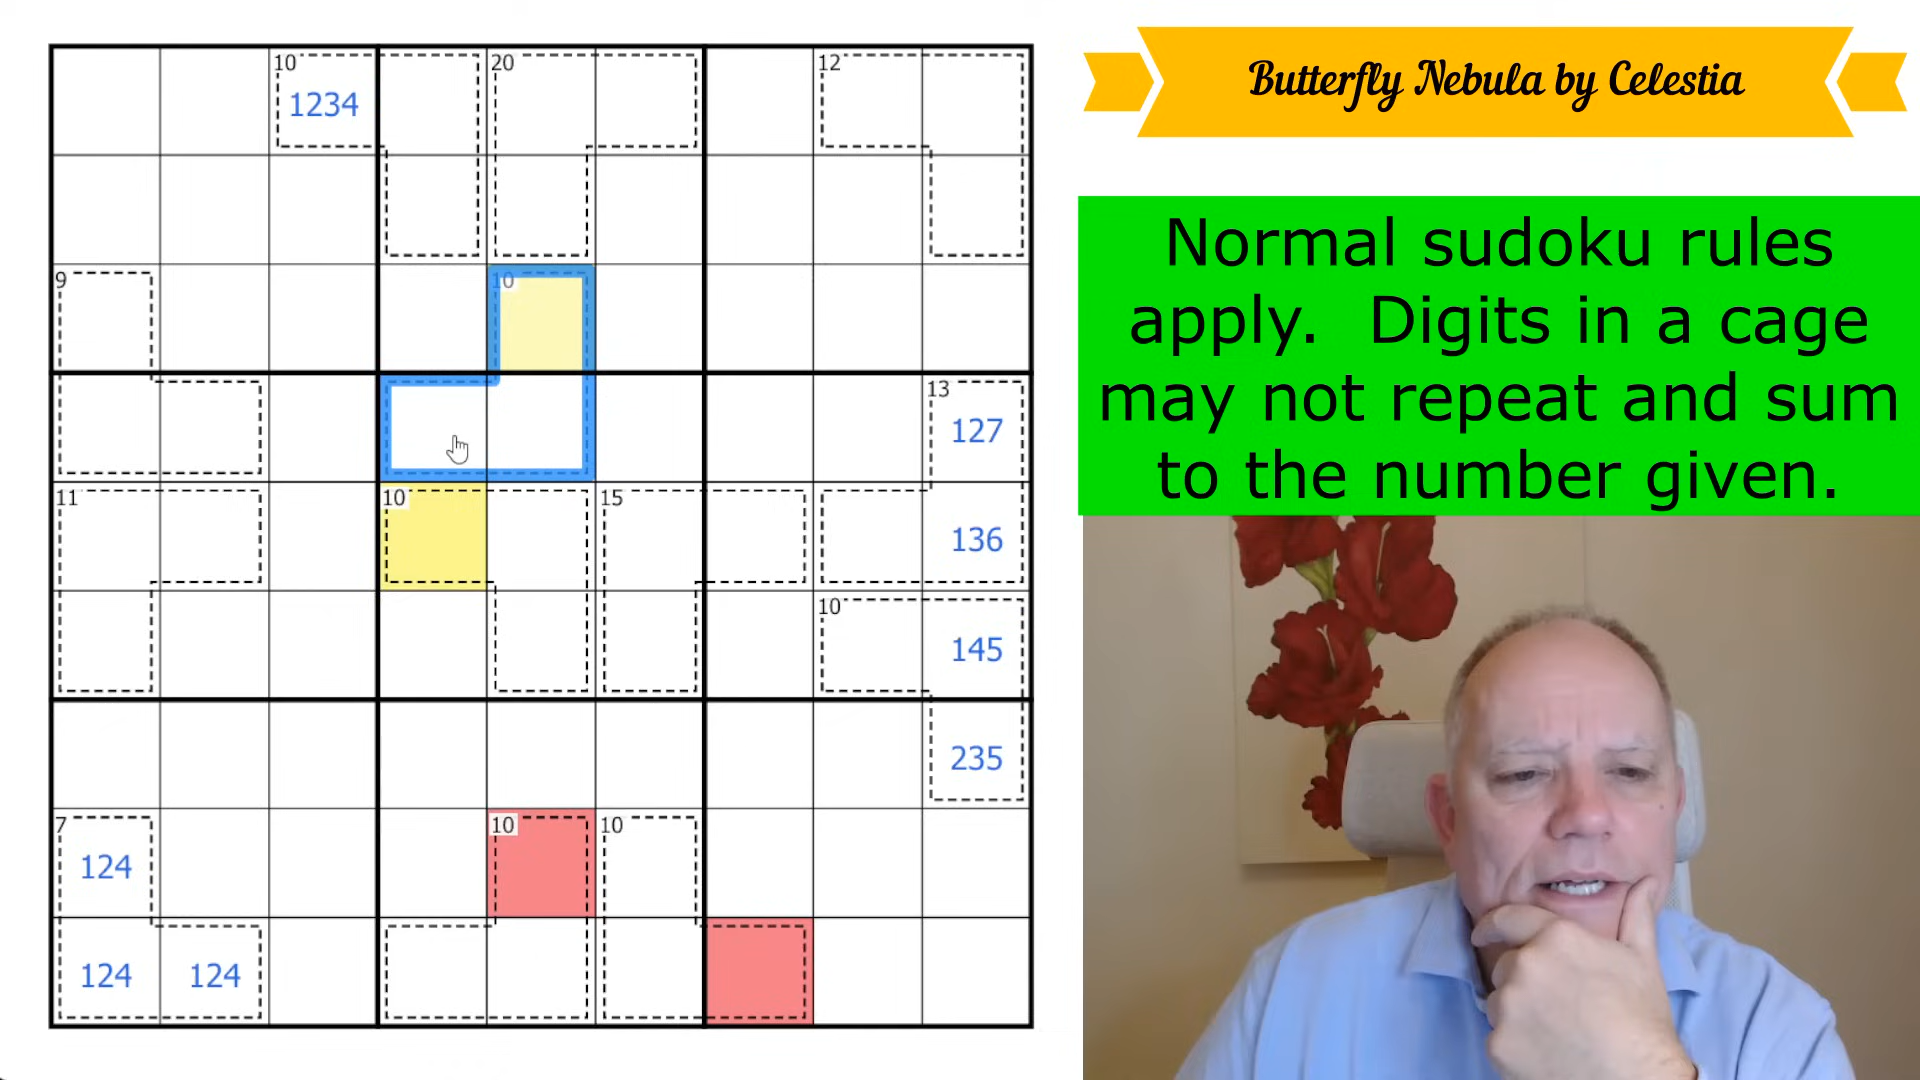 Butterfly Nebula by Celestia
10 20 12
1234
Normal sudoku rules
apply. Digits in a cage
may not repeat and sum
to the number given.
9 10
13
127
11 10 15
136
10
145
235
7 10 10
124
124 124